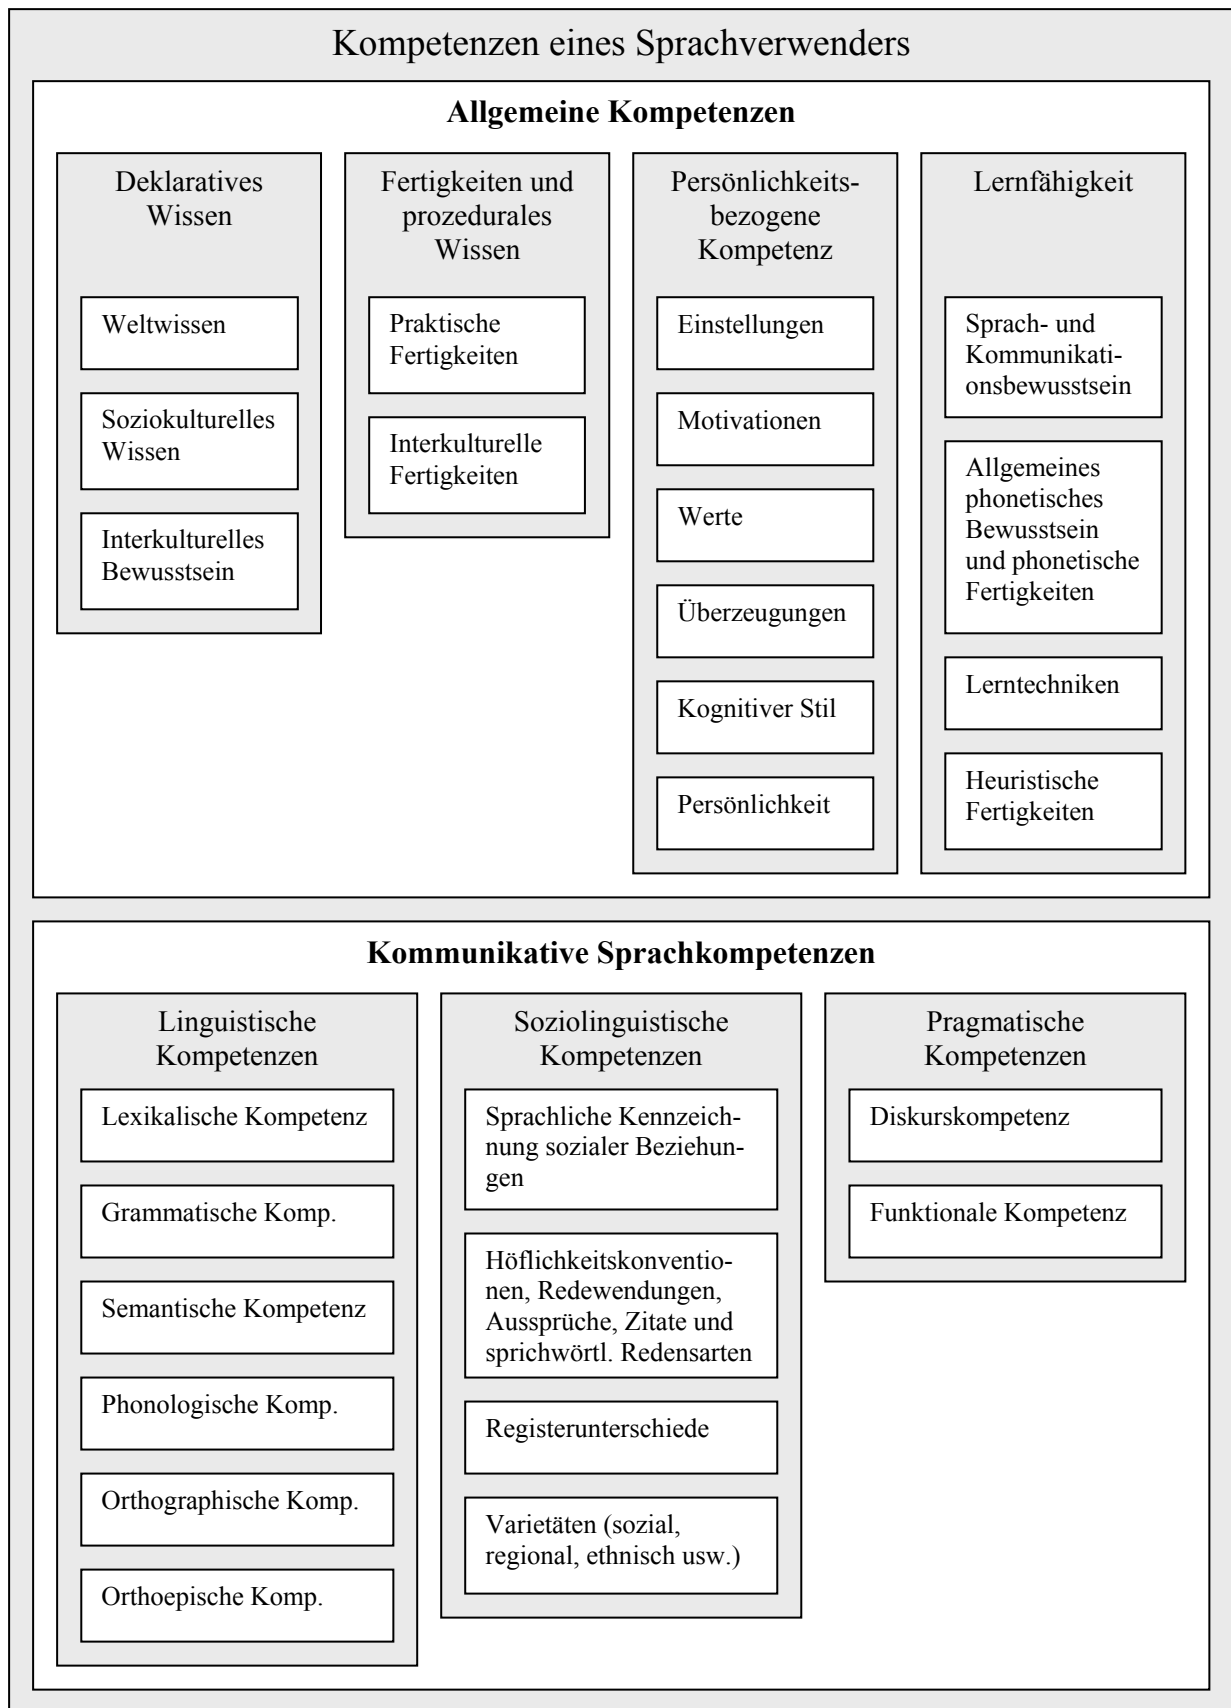 Kompetenzen eines Sprachverwenders
Allgemeine Kompetenzen
Deklaratives
Wissen
Weltwissen
Soziokulturelles
Wissen
Interkulturelles
Bewusstsein
Fertigkeiten und
prozedurales
Wissen
Praktische
Fertigkeiten
Interkulturelle
Fertigkeiten
Persönlichkeits-
bezogene
Kompetenz
Einstellungen
Motivationen
Werte
Überzeugungen
Kognitiver Stil
Persönlichkeit
Lernfähigkeit
Sprach- und
Kommunikati-
onsbewusstsein
Allgemeines
phonetisches
Bewusstsein
und phonetische
Fertigkeiten
Lerntechniken
Heuristische
Fertigkeiten
Kommunikative Sprachkompetenzen
Linguistische
Kompetenzen
Lexikalische Kompetenz
Grammatische Komp.
Semantische Kompetenz
Phonologische Komp.
Orthographische Komp.
Orthoepische Komp.
Soziolinguistische
Kompetenzen
Sprachliche Kennzeich-
nung sozialer Beziehun-
gen
Höflichkeitskonventio-
nen, Redewendungen,
Aussprüche, Zitate und
sprichwörtl. Redensarten
Registerunterschiede
Varietäten (sozial,
regional, ethnisch usw.)
Pragmatische
Kompetenzen
Diskurskompetenz
Funktionale Kompetenz